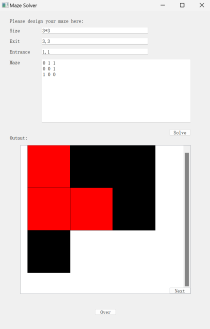 Maze Solver
Please design your maze here:
Size 3*3
Exit 3,3
Entrance 1,1
Maze 0 1 1
0 0 1
1 0 0
Solve
Output:
Next
Over